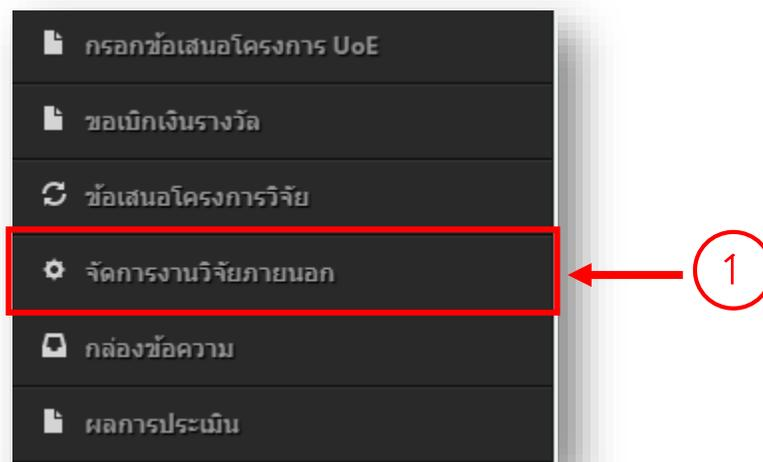 กรอกข้อเสนอโครงการ UoE
ขอเบิกเงินรางวัล
ข้อเสนอโครงการวิจัย
จัดการงานวิจัยภายนอก
1
กล่องข้อความ
ผลการประเมิน